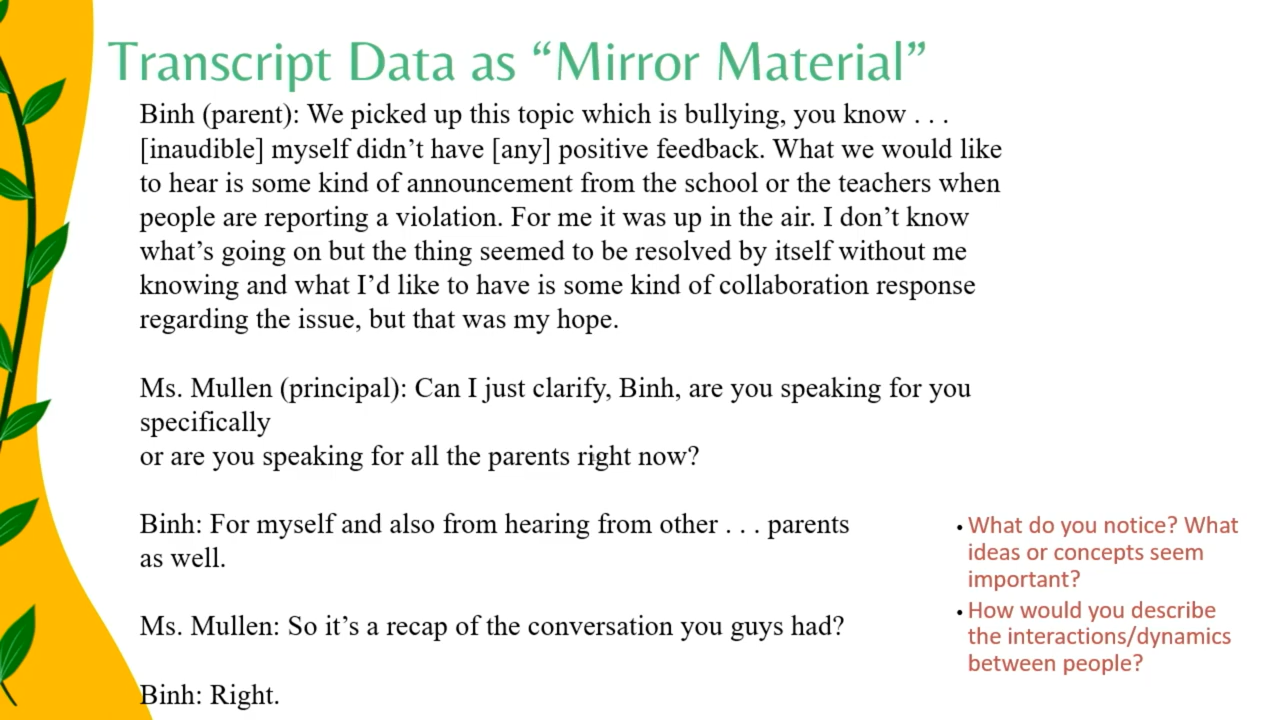 Transcript Data as “Mirror Material”
Binh (parent): We picked up this topic which is bullying, you know . . .
[inaudible] myself didn’t have [any] positive feedback. What we would like
to hear is some kind of announcement from the school or the teachers when
people are reporting a violation. For me it was up in the air. I don’t know
what’s going on but the thing seemed to be resolved by itself without me
knowing and what I’d like to have is some kind of collaboration response
regarding the issue, but that was my hope.
Ms. Mullen (principal): Can I just clarify, Binh, are you speaking for you
specifically
or are you speaking for all the parents right now?
Binh: For myself and also from hearing from other . . . parents
as well.
Ms. Mullen: So it’s a recap of the conversation you guys had?
Binh: Right.
• What do you notice? What
ideas or concepts seem
important?
• How would you describe
the interactions/dynamics
between people?